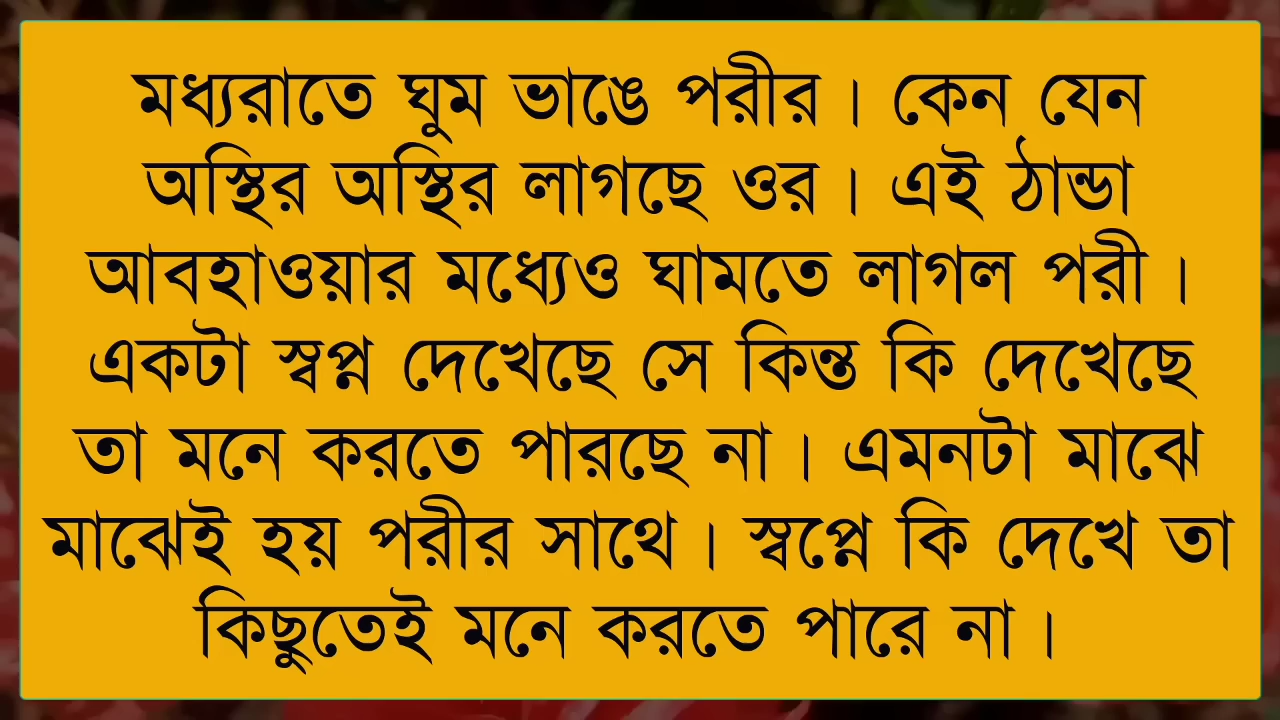 মধ্যরাতে ঘুম ভাঙে পরীর। কেন যেন
অস্থির অস্থির লাগছে ওর। এই ঠান্ডা
আবহাওয়ার মধ্যেও ঘামতে লাগল পরী।
একটা স্বপ্ন দেখেছে সে কিন্ত কি দেখেছে
তা মনে করতে পারছে না। এমনটা মাঝে
মাঝেই হয় পরীর সাথে। স্বপ্নে কি দেখে তা
কিছুতেই মনে করতে পারে না।